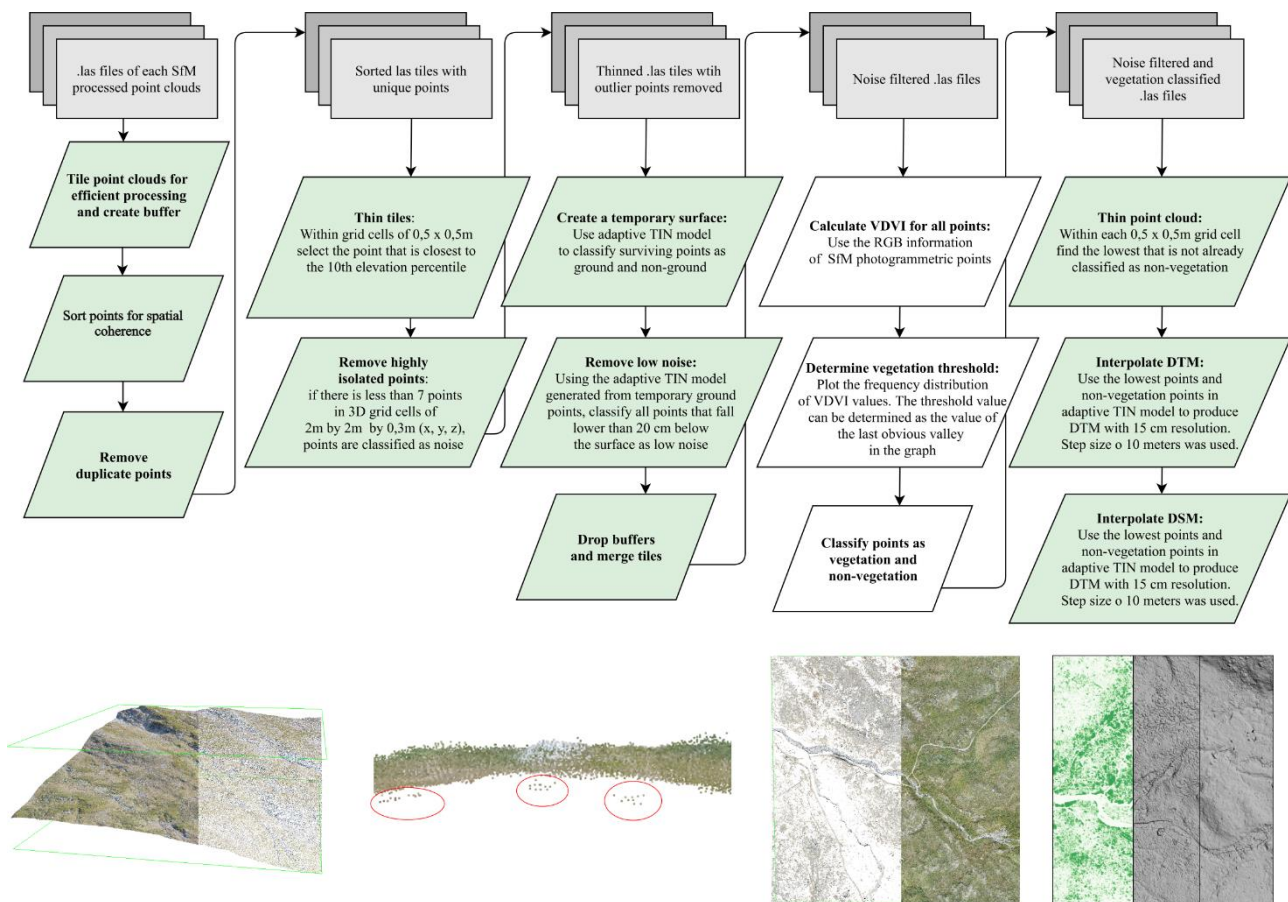 .las files of each SfM
processed point clouds
Tile point clouds for
efficient processing
and create buffer
Sort points for spatial
coherence
Remove
duplicate points
Sorted las tiles with
unique points
Thin tiles:
Within grid cells of 0,5 x 0,5m
select the point that is closest to
the 10th elevation percentile
Remove highly
isolated points:
if there is less than 7 points
in 3D grid cells of
2m by 2m by 0,3m (x, y, z),
points are classified as noise
Thinned .las tiles wtih
outlier points removed
Create a temporary surface:
Use adaptive TIN model
to classify surviving points as
ground and non-ground
Remove low noise:
Using the adaptive TIN model
generated from temporary ground
points, classify all points that fall
lower than 20 cm below
the surface as low noise
Drop buffers
and merge tiles
Noise filtered .las files
Calculate VDVI for all points:
Use the RGB information
of SfM photogrammetric points
Determine vegetation threshold:
Plot the frequency distribution
of VDVI values. The threshold value
can be determined as the value of
the last obvious valley
in the graph
Classify points as
vegetation and
non-vegetation
Noise filtered and
vegetation classified
.las files
Thin point cloud:
Within each 0,5 x 0,5m grid cell
find the lowest that is not already
classified as non-vegetation
Interpolate DTM:
Use the lowest points and
non-vegetation points in
adaptive TIN model to produce
DTM with 15 cm resolution.
Step size o 10 meters was used.
Interpolate DSM:
Use the lowest points and
non-vegetation points in
adaptive TIN model to produce
DTM with 15 cm resolution.
Step size o 10 meters was used.